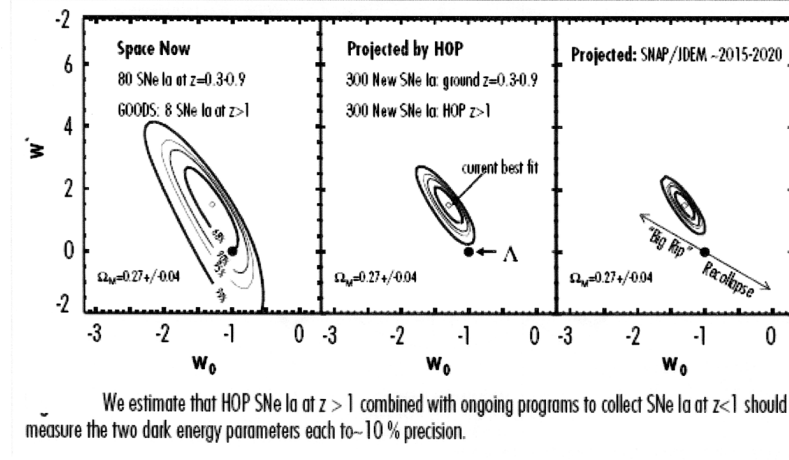 -2
6
4
2
0
-2
w'
Space Now
80 SNe Ia at z=0.3-0.9
GOODS: 8 SNe Ia at z>1
68%
Ω_M=0.27+/-0.04
-3 -2 -1 0
w₀
Projected by HOP
300 New SNe Ia: ground z=0.3-0.9
300 New SNe Ia: HOP z>1
current best fit
Λ
Ω_M=0.27+/-0.04
-3 -2 -1 0
w₀
Projected: SNAP/JDEM ~2015-2020
"Big Rip"
Recollapse
Ω_M=0.27+/-0.04
-3 -2 -1 0
w₀
We estimate that HOP SNe Ia at z > 1 combined with ongoing programs to collect SNe Ia at z<1 should
measure the two dark energy parameters each to~ 10 % precision.